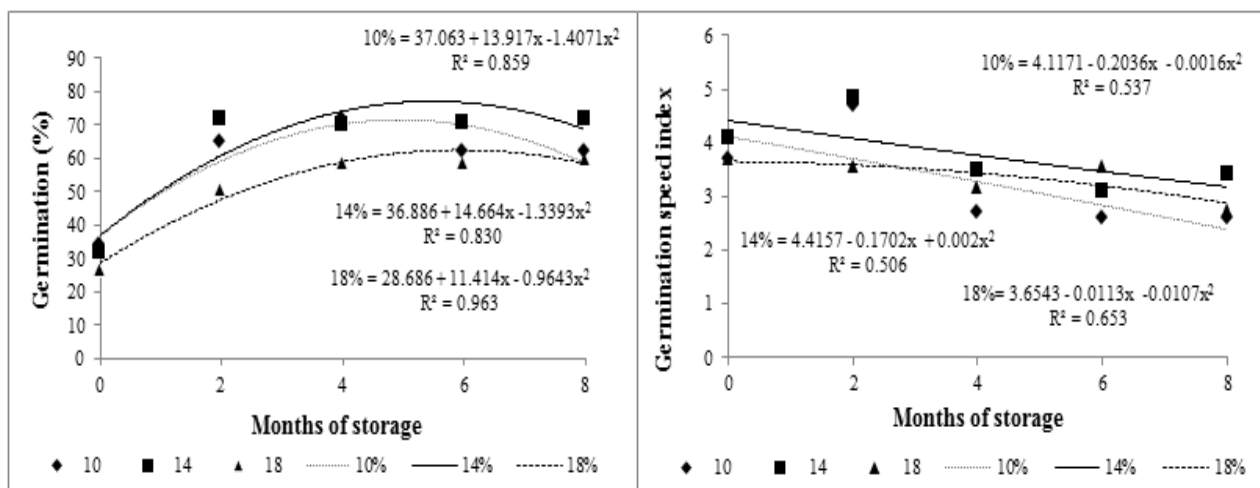 10% = 37.063 + 13.917x -1.4071x²
R² = 0.859
90
80
70
60
50
40
30
20
10
0
Germination (%)
14% = 36.886 + 14.664x -1.3393x²
R² = 0.830
18% = 28.686 + 11.414x - 0.9643x²
R² = 0.963
0 2 4 6 8
Months of storage
10 14 18 10% 14% 18%
6
5
4
3
2
1
0
Germination speed index
10% = 4.1171 - 0.2036x - 0.0016x²
R² = 0.537
14% = 4.4157 - 0.1702x + 0.002x²
R² = 0.506
18%= 3.6543 - 0.0113x -0.0107x²
R² = 0.653
0 2 4 6 8
Months of storage
10 14 18 10% 14% 18%